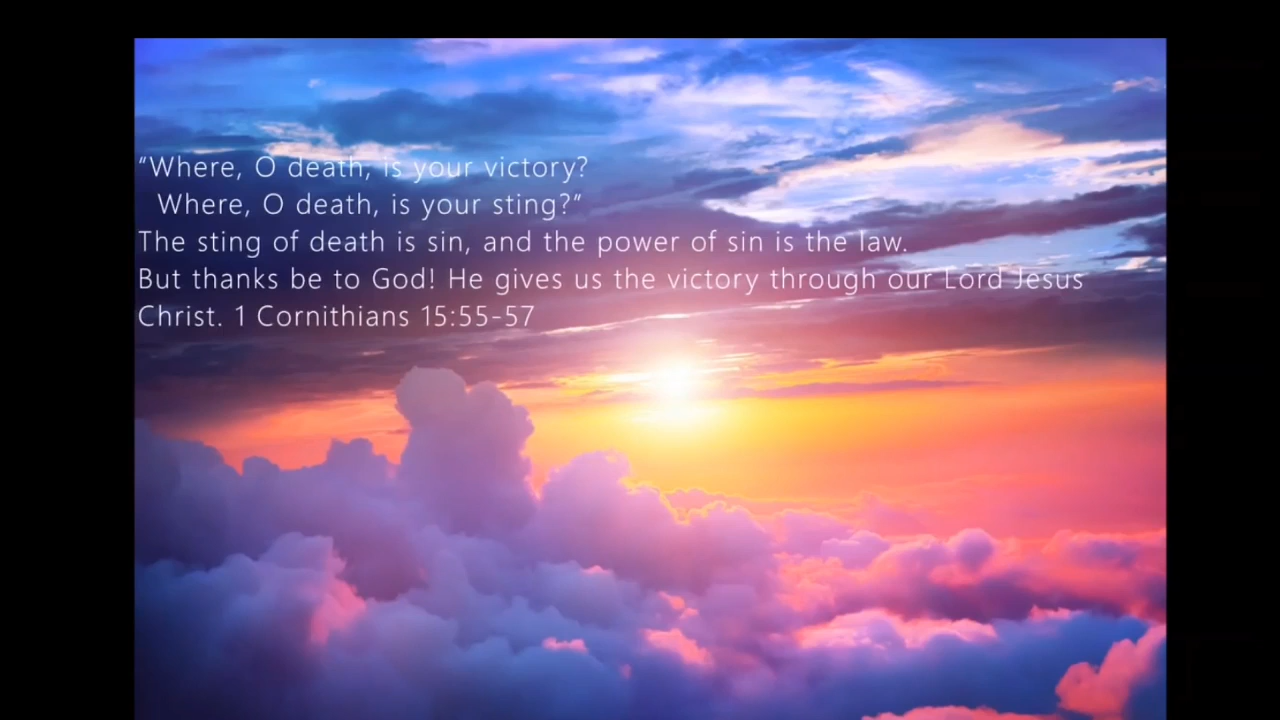 “Where, O death, is your victory?
Where, O death, is your sting?”
The sting of death is sin, and the power of sin is the law.
But thanks be to God! He gives us the victory through our Lord Jesus
Christ. 1 Cornithians 15:55-57